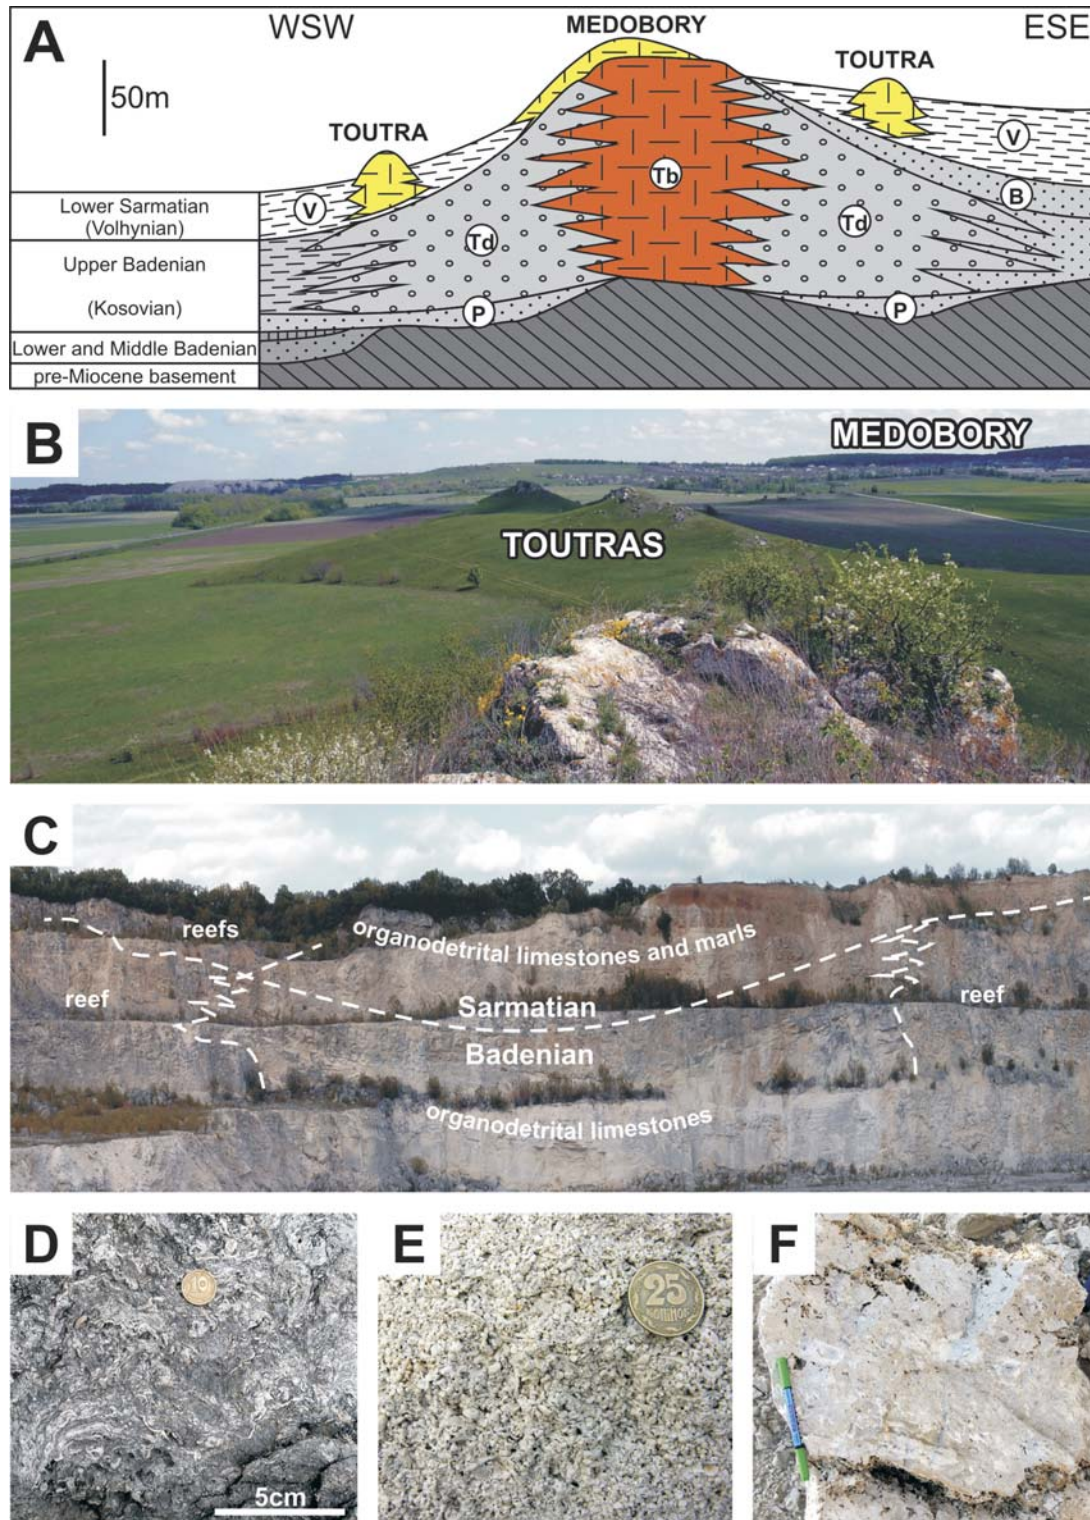 A
WSW
MEDOBORY
ESE
50m
TOUTRA
TOUTRA
V
Tb
B
Lower Sarmatian
(Volhynian)
V
Td
Td
Upper Badenian
(Kosovian)
P
P
Lower and Middle Badenian
pre-Miocene basement
B
MEDOBORY
TOUTRAS
C
reefs
organodetrital limestones and marls
reef
Sarmatian
reef
Badenian
organodetrital limestones
D
10
5cm
E
25
F